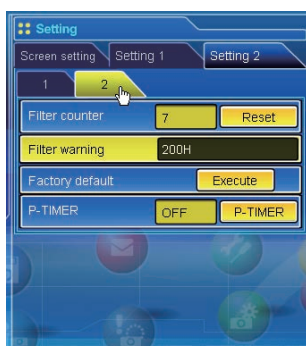 Setting
Screen setting Setting 1 Setting 2
1 2
Filter counter 7 Reset
Filter warning 200H
Factory default Execute
P-TIMER OFF P-TIMER